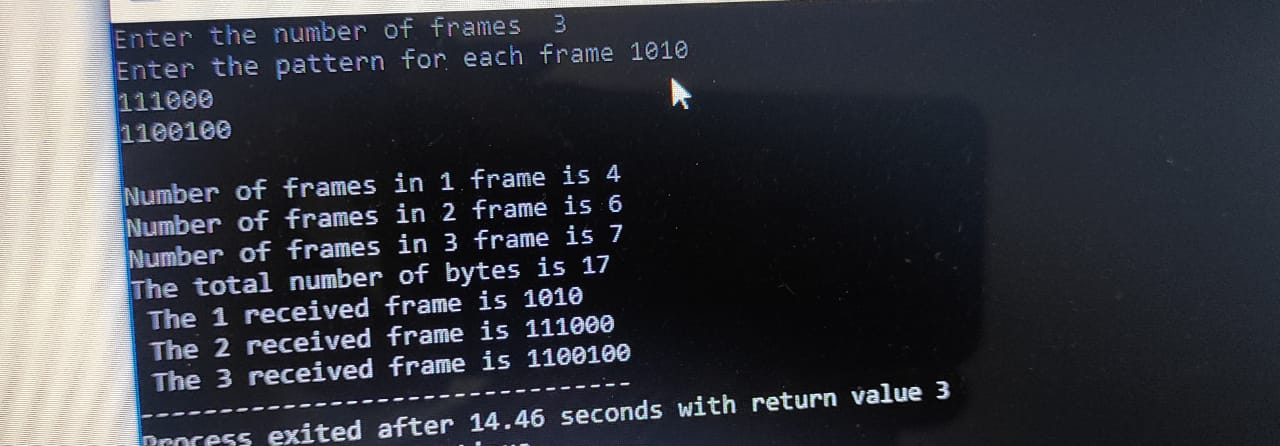 Enter the number of frames  3
Enter the pattern for each frame 1010
111000
1100100
Number of frames in 1 frame is 4
Number of frames in 2 frame is 6
Number of frames in 3 frame is 7
The total number of bytes is 17
The 1 received frame is 1010
The 2 received frame is 111000
The 3 received frame is 1100100
--------------------------------
Process exited after 14.46 seconds with return value 3